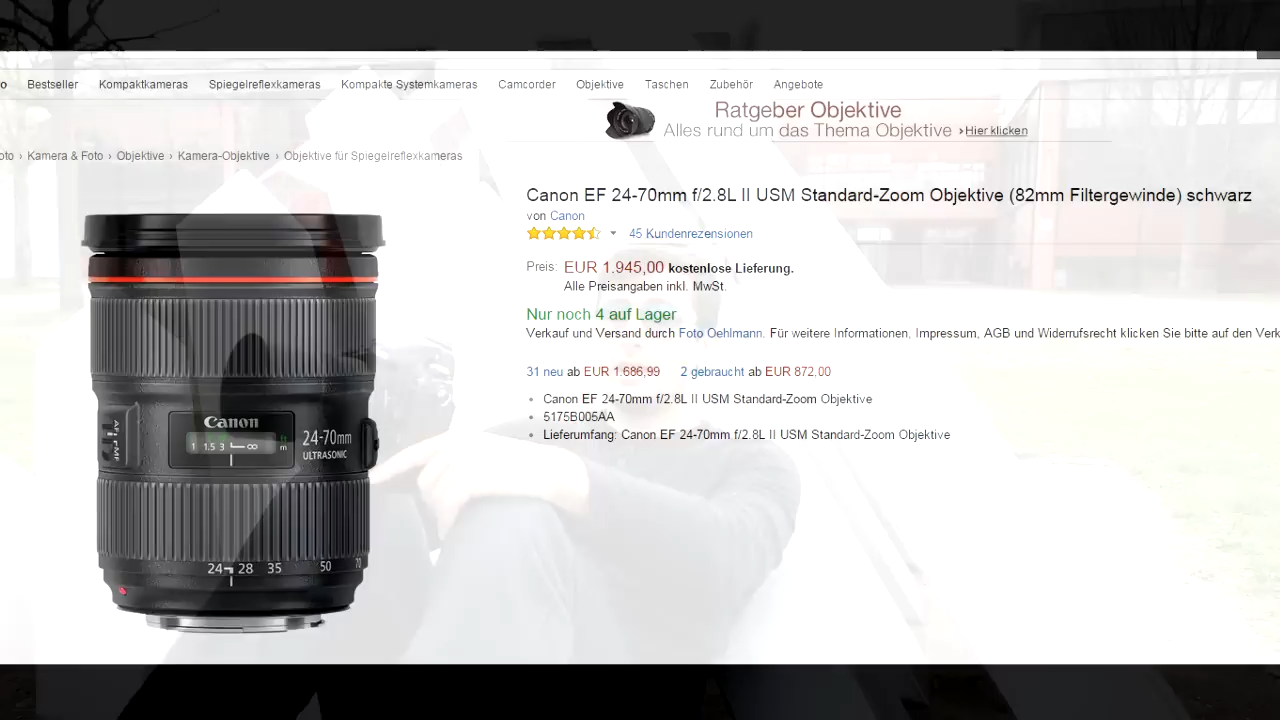 o Bestseller Kompaktkameras Spiegelreflexkameras Kompakte Systemkameras Camcorder Objektive Taschen Zubehör Angebote
Ratgeber Objektive
Alles rund um das Thema Objektive › Hier klicken
oto › Kamera & Foto › Objektive › Kamera-Objektive › Objektive für Spiegelreflexkameras
Canon EF 24-70mm f/2.8L II USM Standard-Zoom Objektive (82mm Filtergewinde) schwarz
von Canon
45 Kundenrezensionen
Preis: EUR 1.945,00 kostenlose Lieferung.
Alle Preisangaben inkl. MwSt.
Nur noch 4 auf Lager
Verkauf und Versand durch Foto Oehlmann. Für weitere Informationen, Impressum, AGB und Widerrufsrecht klicken Sie bitte auf den Verk
31 neu ab EUR 1.686,99 2 gebraucht ab EUR 872,00
• Canon EF 24-70mm f/2.8L II USM Standard-Zoom Objektive
• 5175B005AA
• Lieferumfang: Canon EF 24-70mm f/2.8L II USM Standard-Zoom Objektive
Canon
AF MF
1 1.5 3 ∞ m
24-70mm
ULTRASONIC
24 28 35 50 70